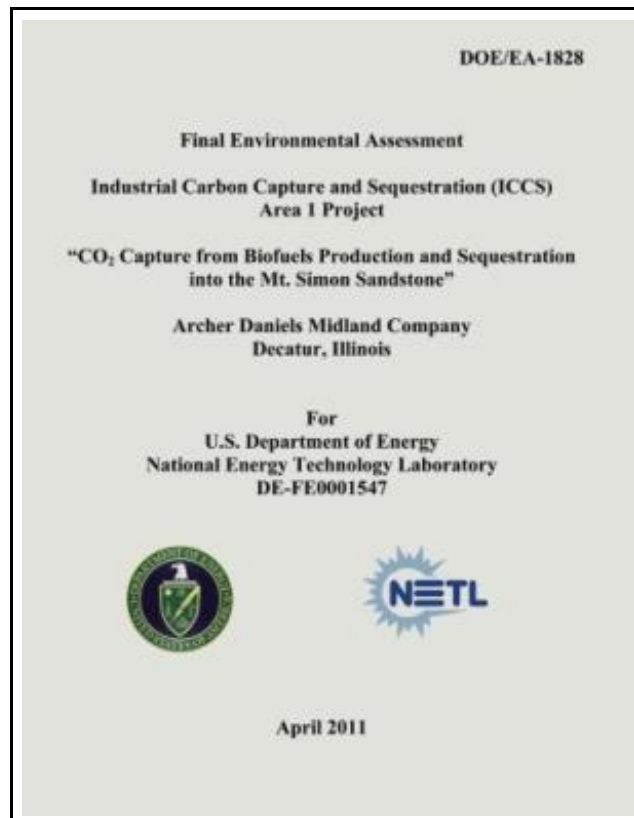 DOE/EA-1828
Final Environmental Assessment
Industrial Carbon Capture and Sequestration (ICCS)
Area 1 Project
“CO₂ Capture from Biofuels Production and Sequestration
into the Mt. Simon Sandstone”
Archer Daniels Midland Company
Decatur, Illinois
For
U.S. Department of Energy
National Energy Technology Laboratory
DE-FE0001547
NETL
April 2011